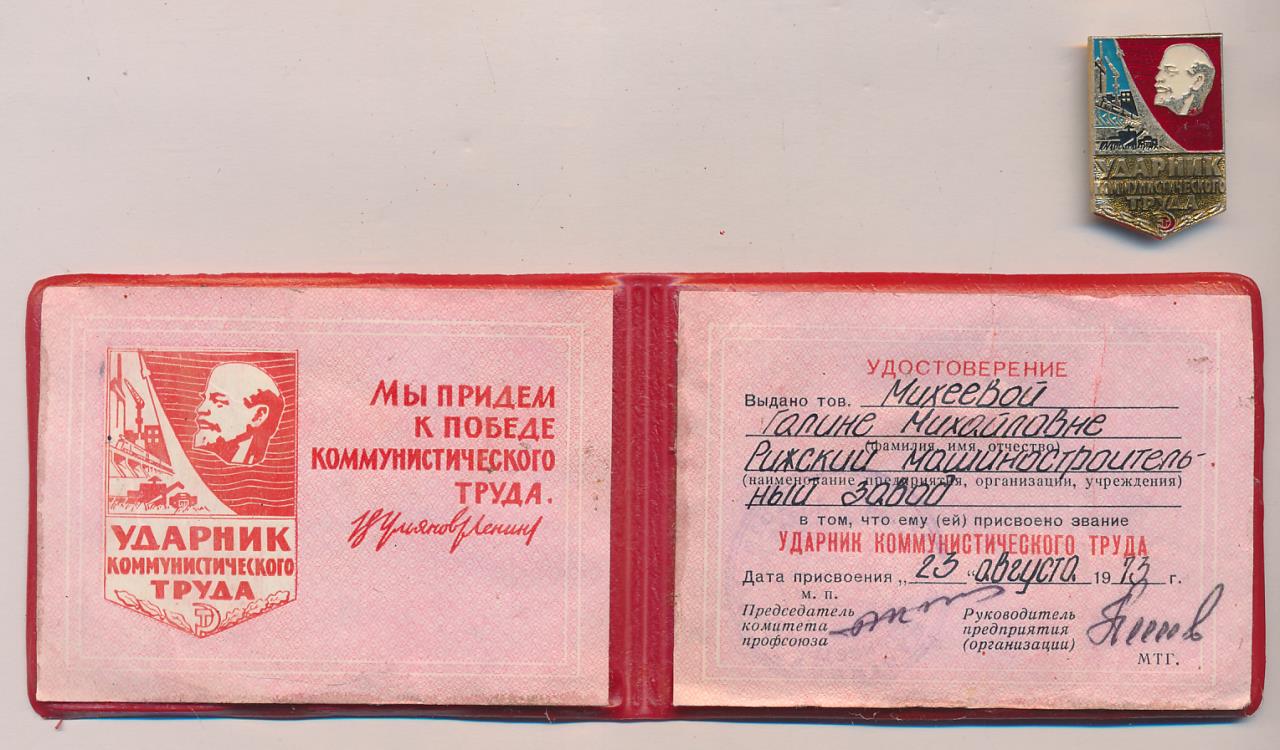 УДАРНИК
КОММУНИСТИЧЕСКОГО
ТРУДА
МЫ ПРИДЕМ
К ПОБЕДЕ
КОММУНИСТИЧЕСКОГО
ТРУДА.
В Ульянов (Ленин)
УДАРНИК
КОММУНИСТИЧЕСКОГО
ТРУДА
УДОСТОВЕРЕНИЕ
Выдано тов. Михеевой
Галине Михайловне
(фамилия, имя, отчество)
Рижский машиностроитель-
(наименование предприятия, организации, учреждения)
ный завод
в том, что ему (ей) присвоено звание
УДАРНИК КОММУНИСТИЧЕСКОГО ТРУДА
Дата присвоения „23“ августа 1973 г.
м. п.
Председатель
комитета
профсоюза
Руководитель
предприятия
(организации)
МТГ.